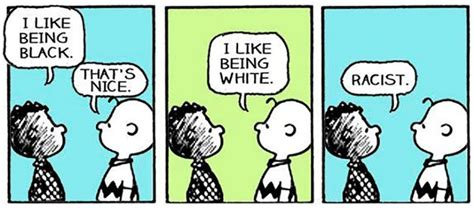 I LIKE
BEING
BLACK.
THAT'S
NICE.
I LIKE
BEING
WHITE.
RACIST.